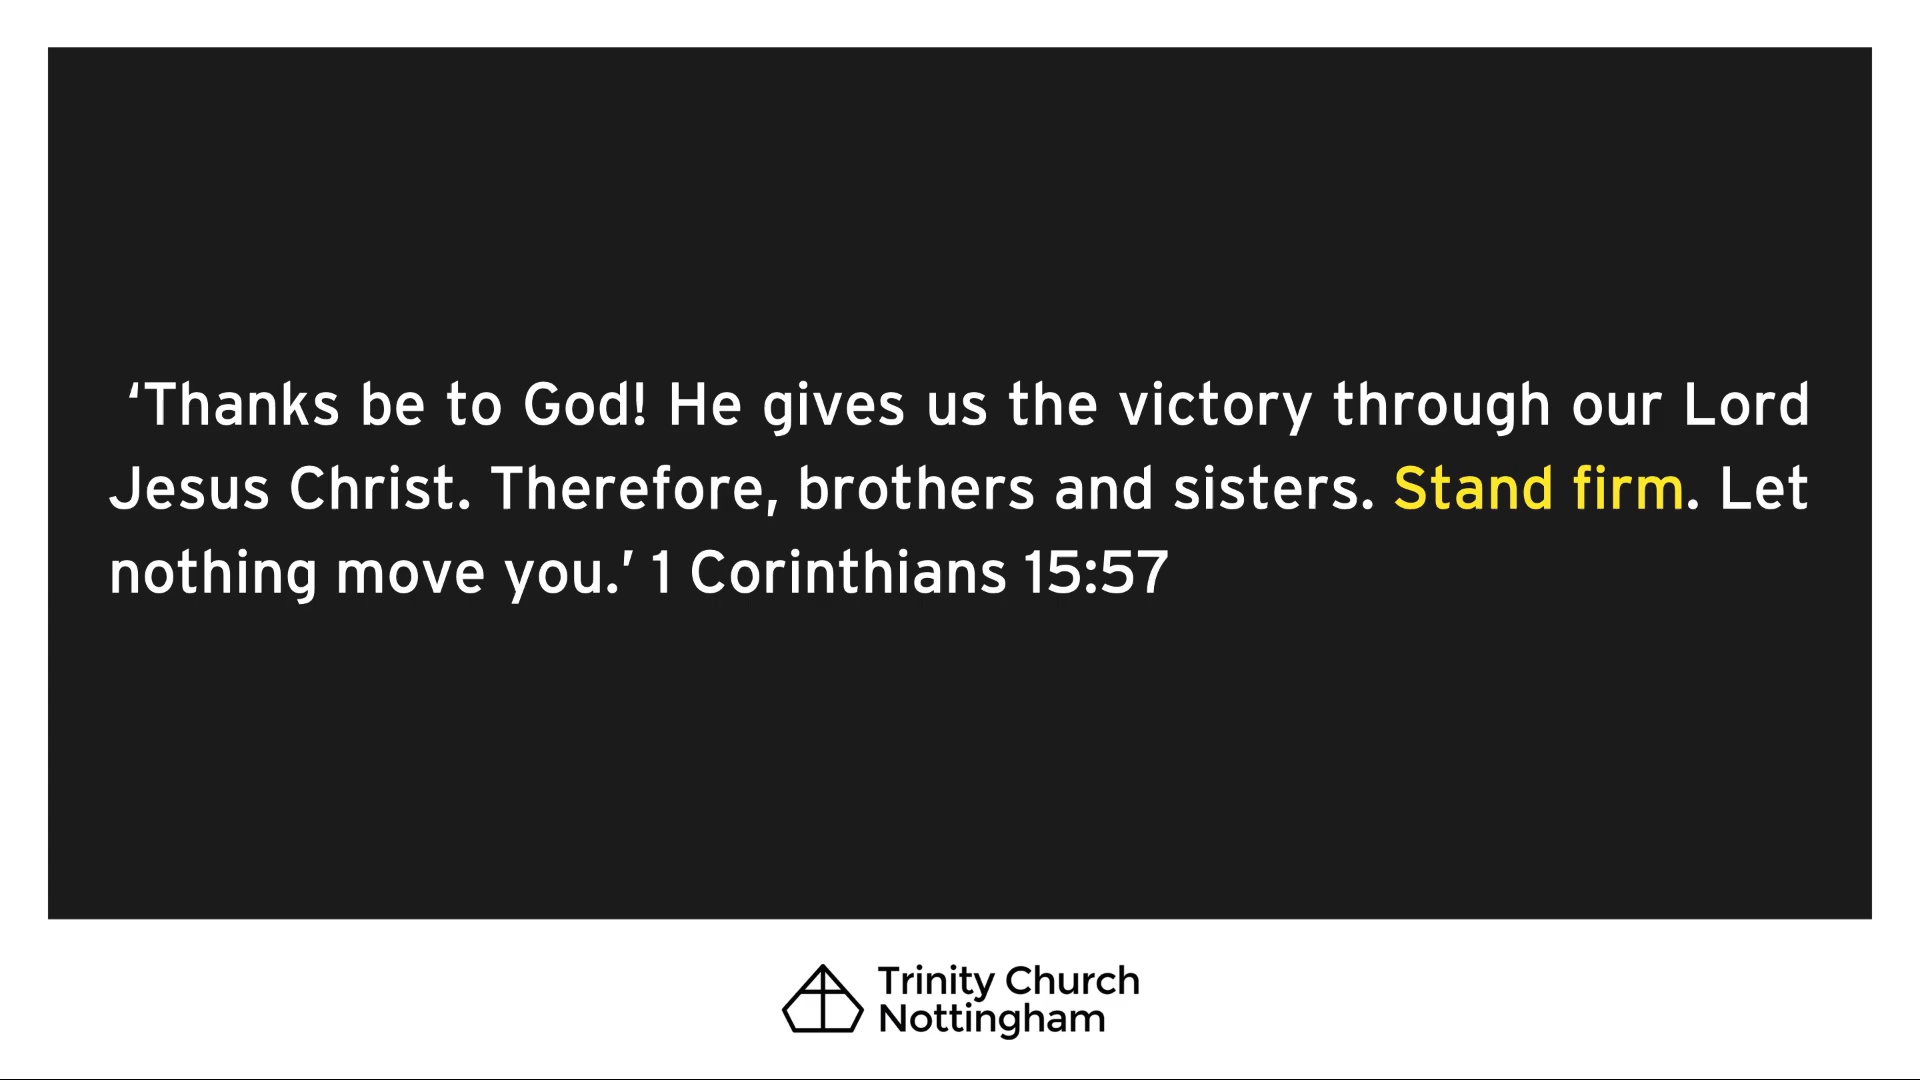 ‘Thanks be to God! He gives us the victory through our Lord
Jesus Christ. Therefore, brothers and sisters. Stand firm. Let
nothing move you.’ 1 Corinthians 15:57
Trinity Church
Nottingham